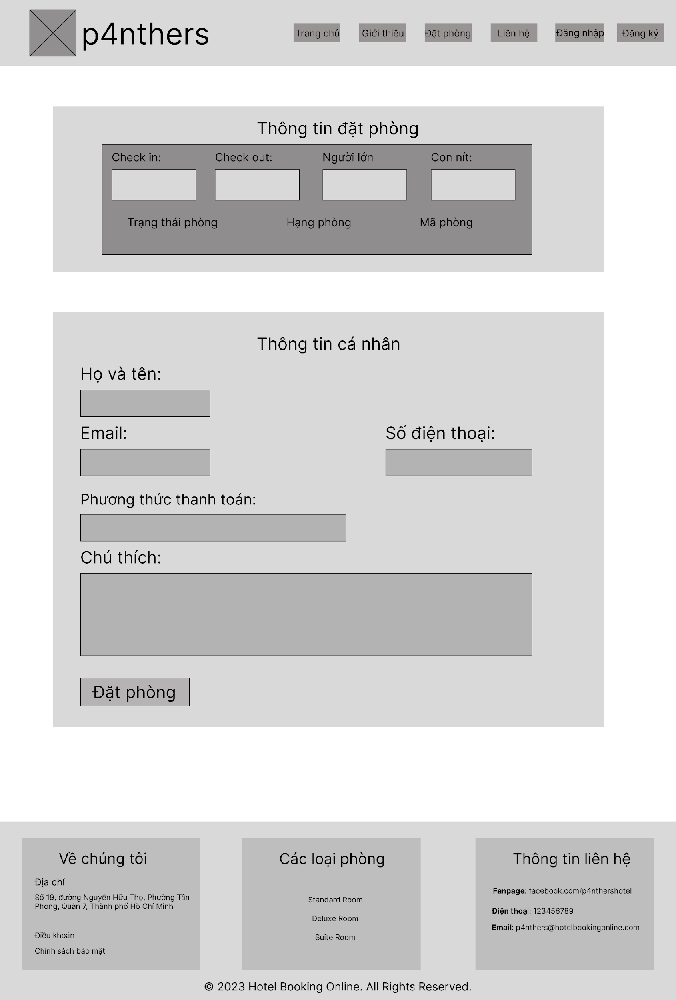 p4nthers
Trang chủ
Giới thiệu
Đặt phòng
Liên hệ
Đăng nhập
Đăng ký
Thông tin đặt phòng
Check in:
Check out:
Người lớn
Con nít:
Trạng thái phòng
Hạng phòng
Mã phòng
Thông tin cá nhân
Họ và tên:
Email:
Số điện thoại:
Phương thức thanh toán:
Chú thích:
Đặt phòng
Về chúng tôi
Địa chỉ
Số 19, đường Nguyễn Hữu Thọ, Phường Tân
Phong, Quận 7, Thành phố Hồ Chí Minh
Điều khoản
Chính sách bảo mật
Các loại phòng
Standard Room
Deluxe Room
Suite Room
Thông tin liên hệ
Fanpage: facebook.com/p4nthershotel
Điện thoại: 123456789
Email: p4nthers@hotelbookingonline.com
© 2023 Hotel Booking Online. All Rights Reserved.